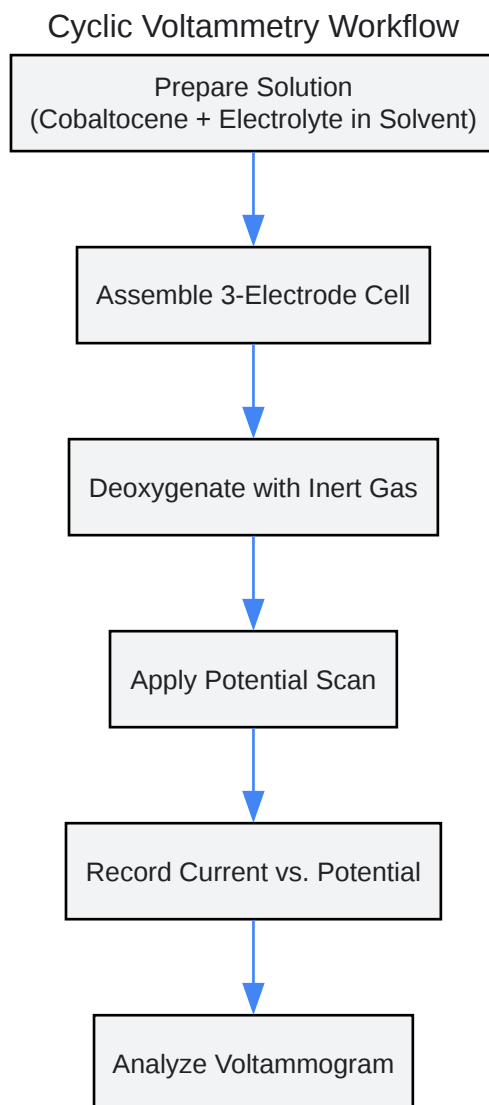 Cyclic Voltammetry Workflow
Prepare Solution
(Cobaltocene + Electrolyte in Solvent)
Assemble 3-Electrode Cell
Deoxygenate with Inert Gas
Apply Potential Scan
Record Current vs. Potential
Analyze Voltammogram